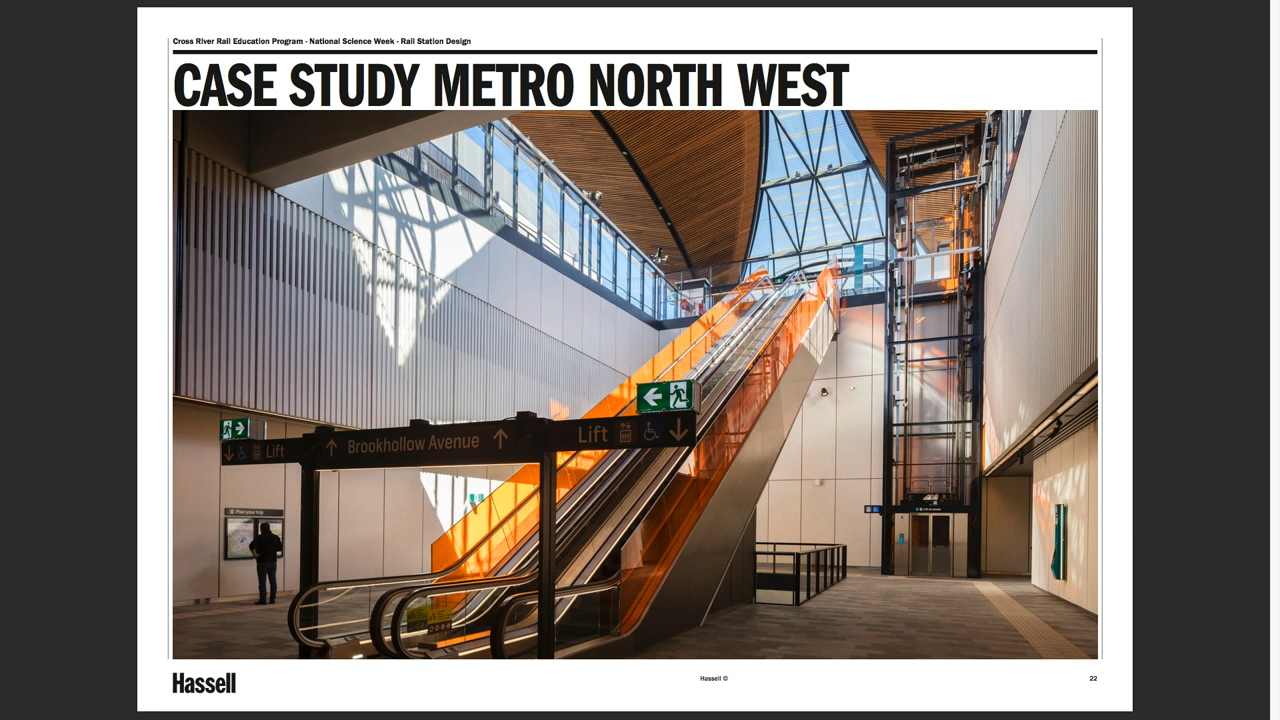 Cross River Rail Education Program - National Science Week - Rail Station Design
CASE STUDY METRO NORTH WEST
Lift
Brookhollow Avenue
Lift
Plan your trip
Hassell
Hassell ©
22